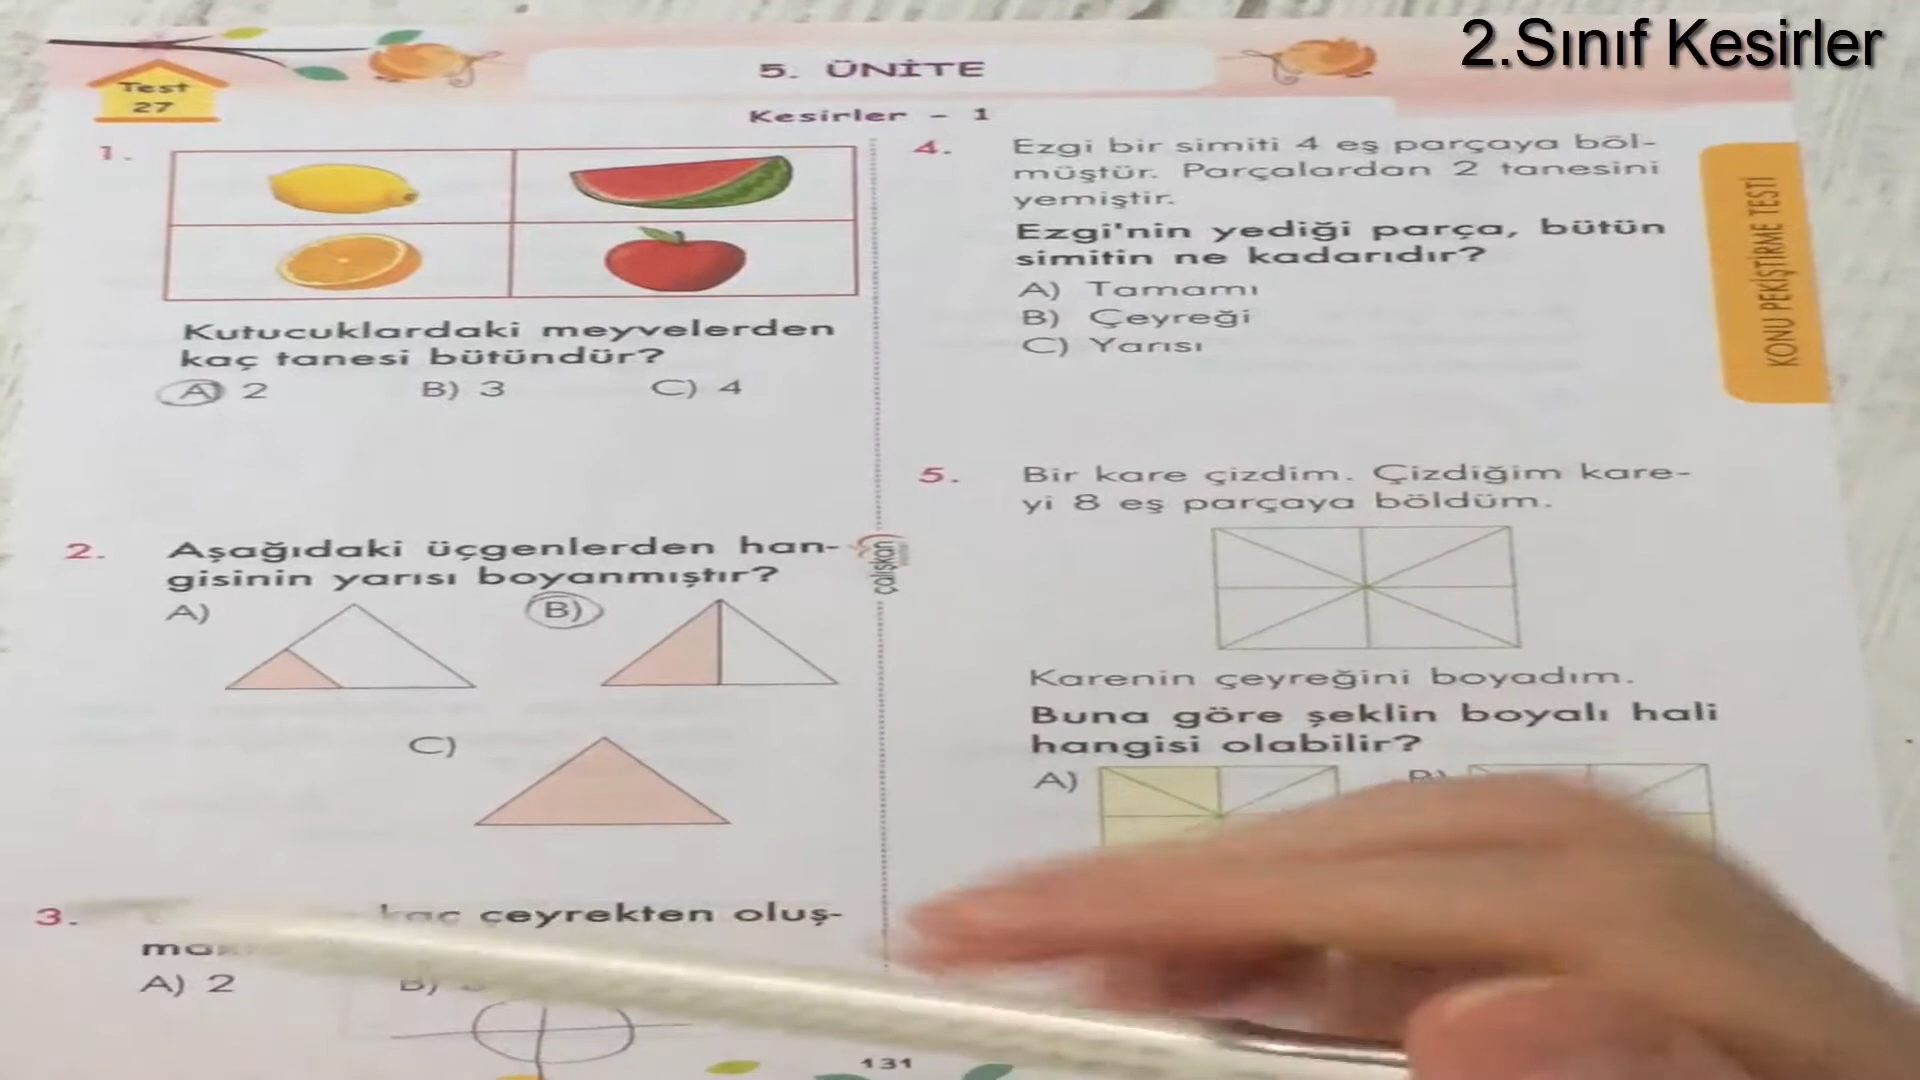 2.Sınıf Kesirler
Test
27
5. ÜNİTE
Kesirler - 1
1.
Kutucuklardaki meyvelerden
kaç tanesi bütündür?
A) 2 B) 3 C) 4
2. Aşağıdaki üçgenlerden han-
gisinin yarısı boyanmıştır?
A) B)
C)
3. kaç çeyrekten oluş-
A) 2 B)
4. Ezgi bir simiti 4 eş parçaya böl-
müştür. Parçalardan 2 tanesini
yemiştir.
Ezgi'nin yediği parça, bütün
simitin ne kadarıdır?
A) Tamamı
B) Çeyreği
C) Yarısı
5. Bir kare çizdim. Çizdiğim kare-
yi 8 eş parçaya böldüm.
Karenin çeyreğini boyadım.
Buna göre şeklin boyalı hali
hangisi olabilir?
A) B)
KONU PEKİŞTİRME TESTİ
çalışkan
131